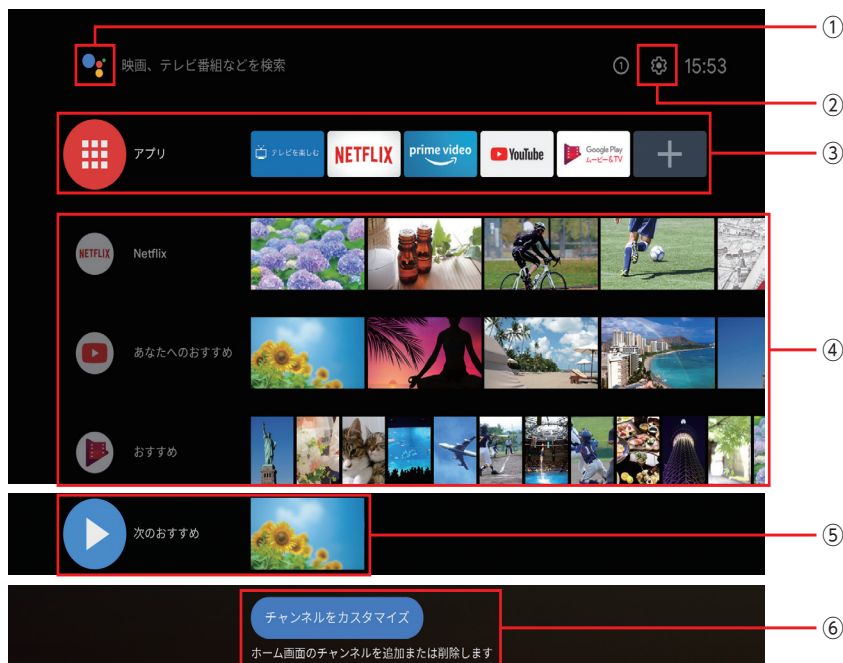 ①
映画、テレビ番組などを検索
① 15:53
②
アプリ
テレビを楽しむ
NETFLIX
prime video
YouTube
Google Play
ムービー&TV
③
NETFLIX
Netflix
あなたへのおすすめ
④
おすすめ
次のおすすめ
⑤
チャンネルをカスタマイズ
⑥
ホーム画面のチャンネルを追加または削除します